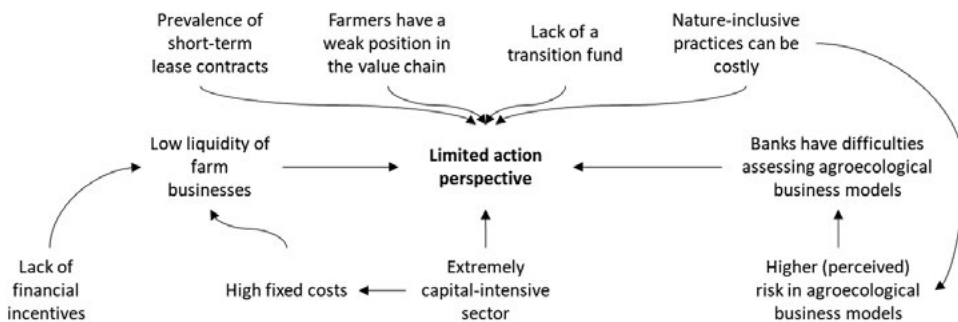 Prevalence of
short-term
lease contracts
Farmers have a
weak position in
the value chain
Lack of a
transition fund
Nature-inclusive
practices can be
costly
Low liquidity of
farm
businesses
Limited action
perspective
Banks have difficulties
assessing agroecological
business models
Lack of
financial
incentives
High fixed costs
Extremely
capital-intensive
sector
Higher (perceived)
risk in agroecological
business models